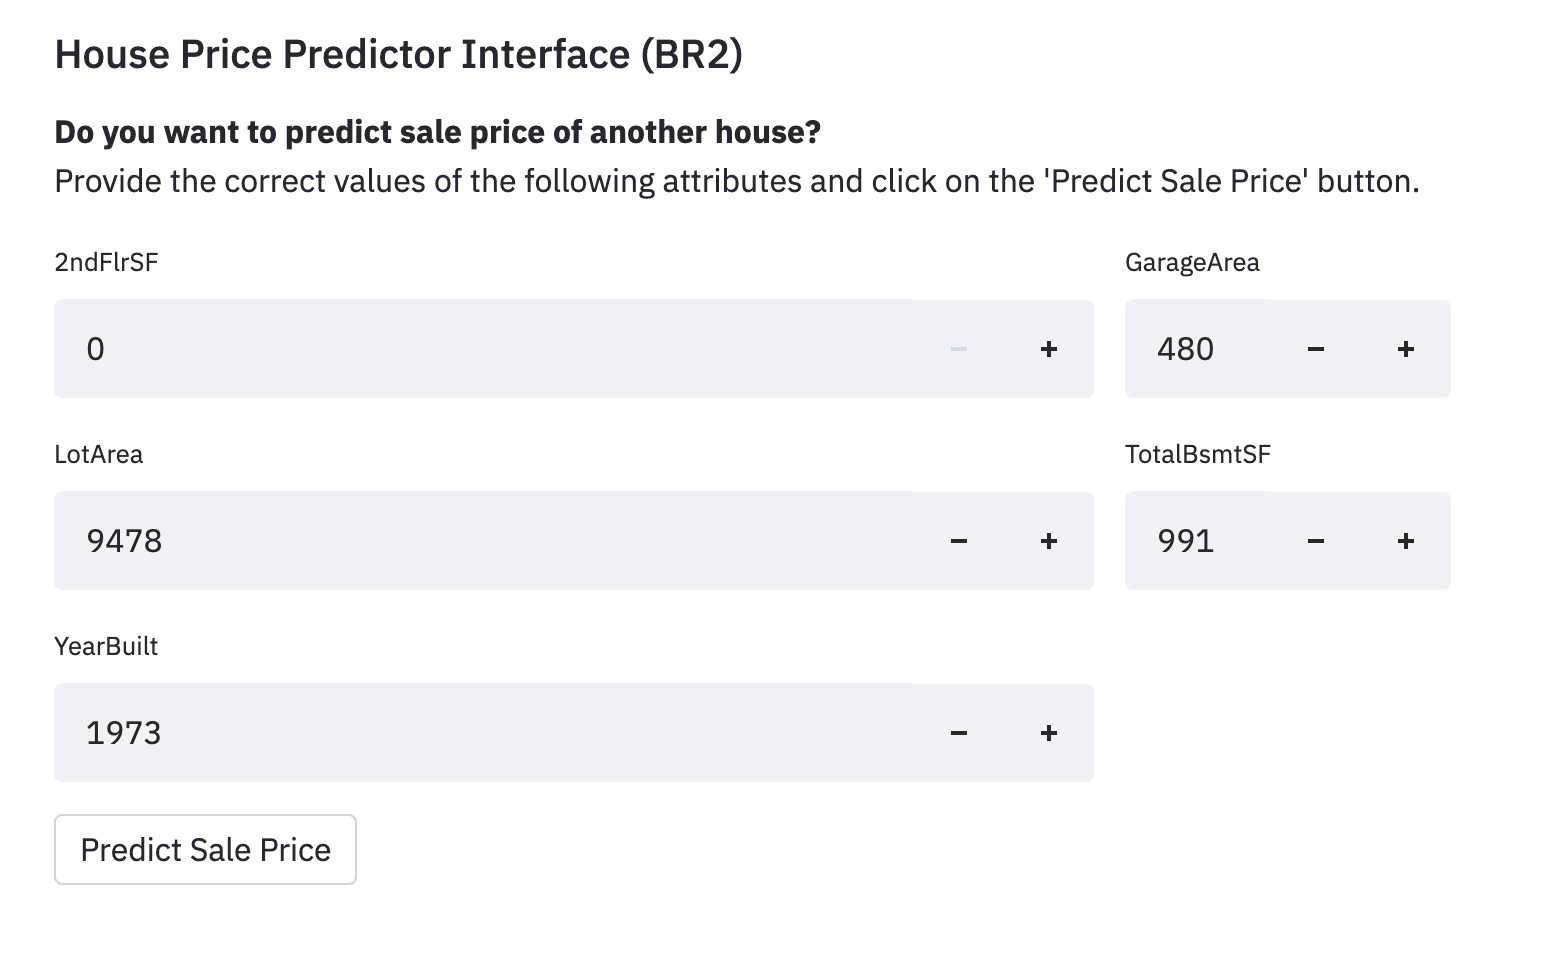 House Price Predictor Interface (BR2)
Do you want to predict sale price of another house?
Provide the correct values of the following attributes and click on the 'Predict Sale Price' button.
2ndFlrSF
GarageArea
0 − +
480 − +
LotArea
TotalBsmtSF
9478 − +
991 − +
YearBuilt
1973 − +
Predict Sale Price